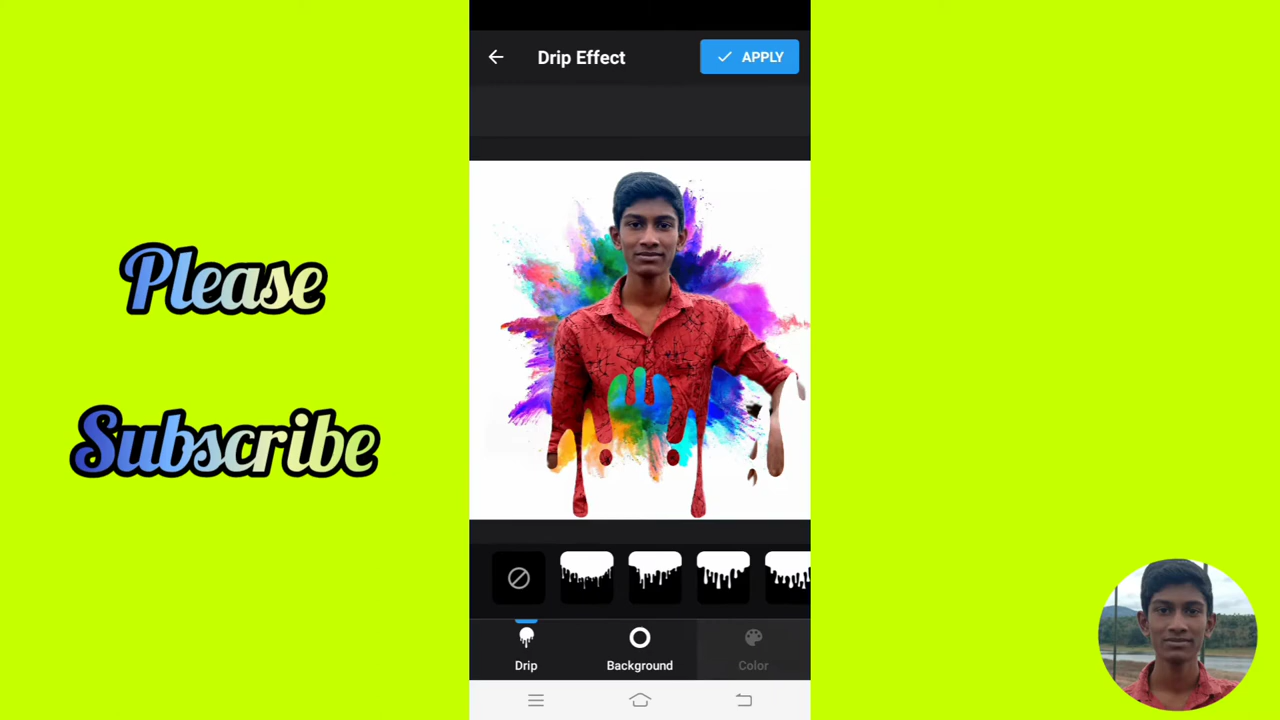 Drip Effect
APPLY
Please
Subscribe
Drip
Background
Color